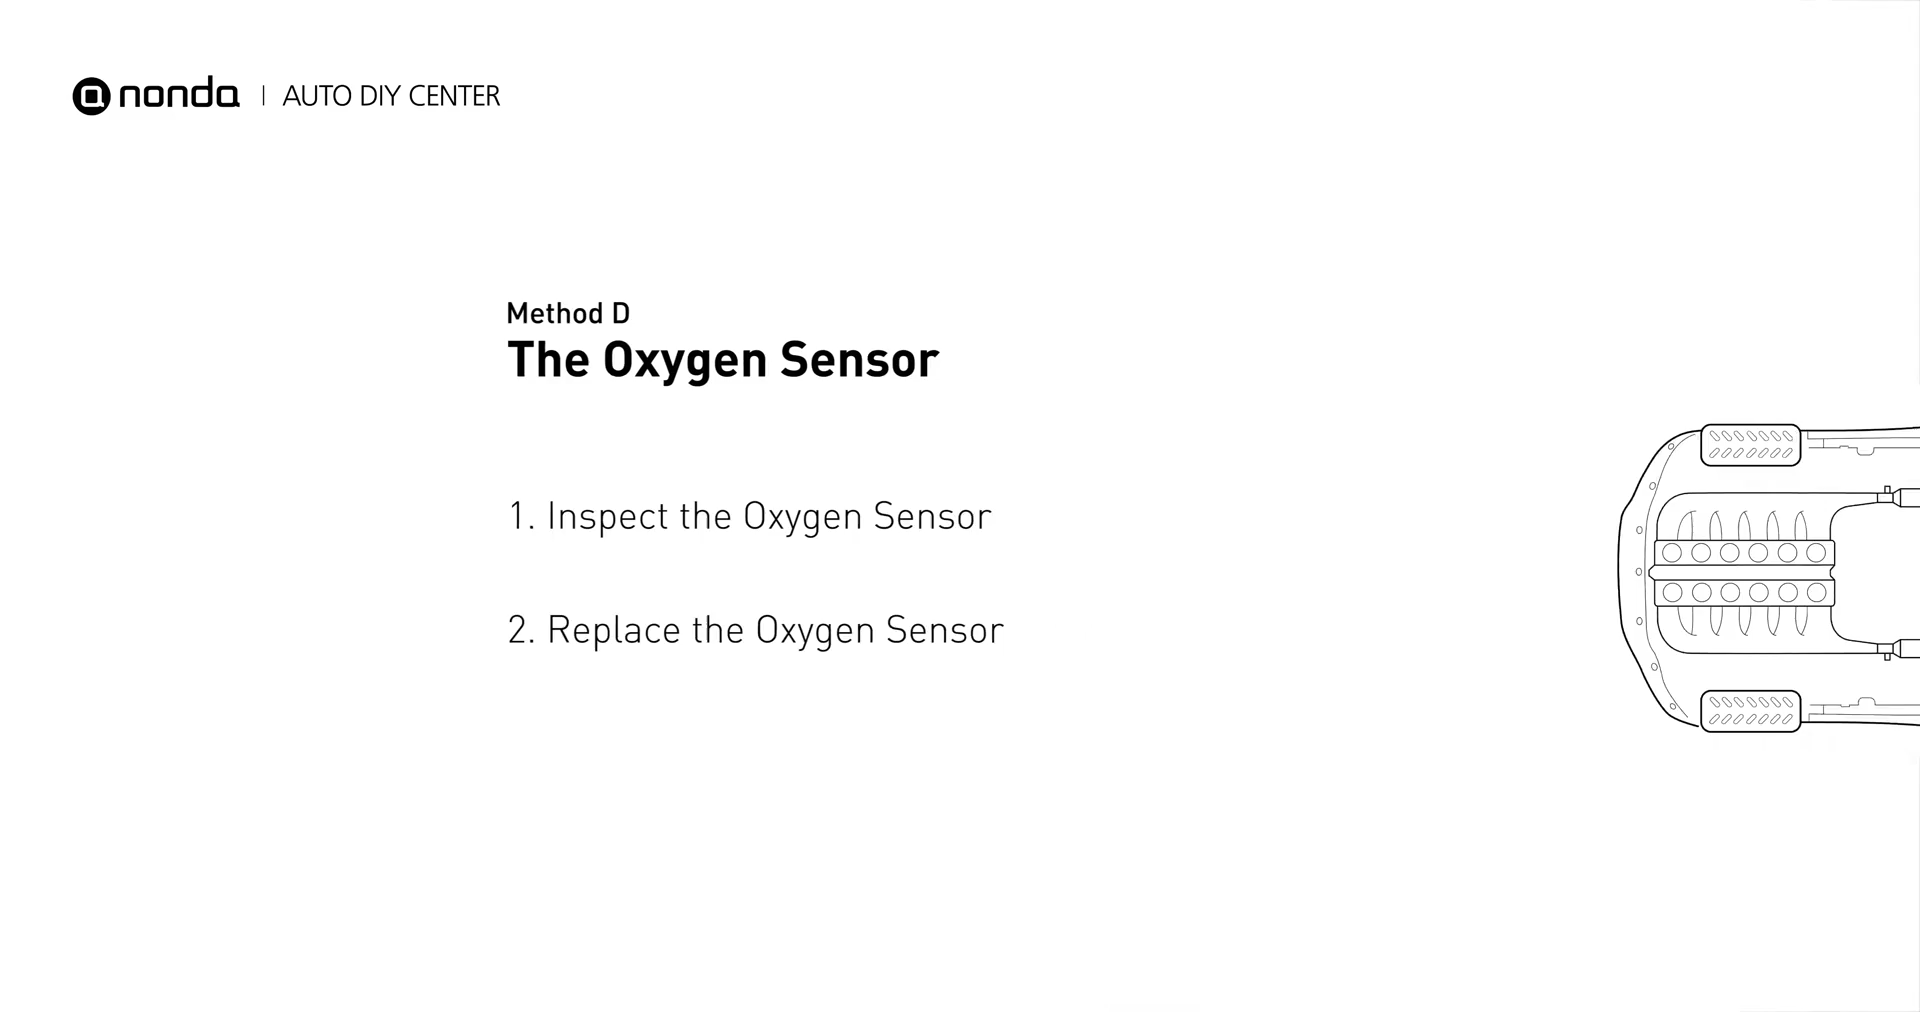 nonda | AUTO DIY CENTER
Method D
The Oxygen Sensor
1. Inspect the Oxygen Sensor
2. Replace the Oxygen Sensor